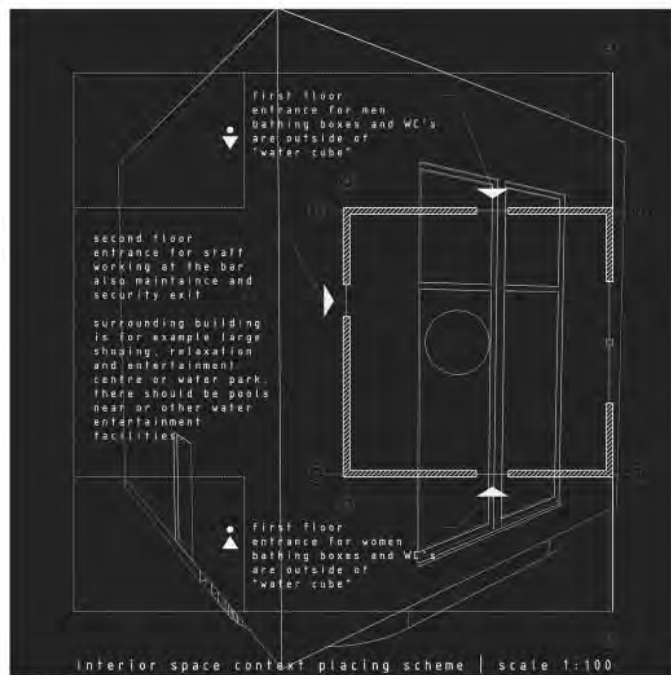 first floor
entrance for men
bathing boxes and WC's
are outside of
"water cube"
second floor
entrance for staff
working at the bar
also maintaince and
security exit
surrounding building
is for example large
shoping, relaxation
and entertainment
centre or water park.
there should be pools
near or other water
entertainment
facilities.
first floor
entrance for women
bathing boxes and WC's
are outside of
"water cube"
interior space context placing scheme | scale 1:100